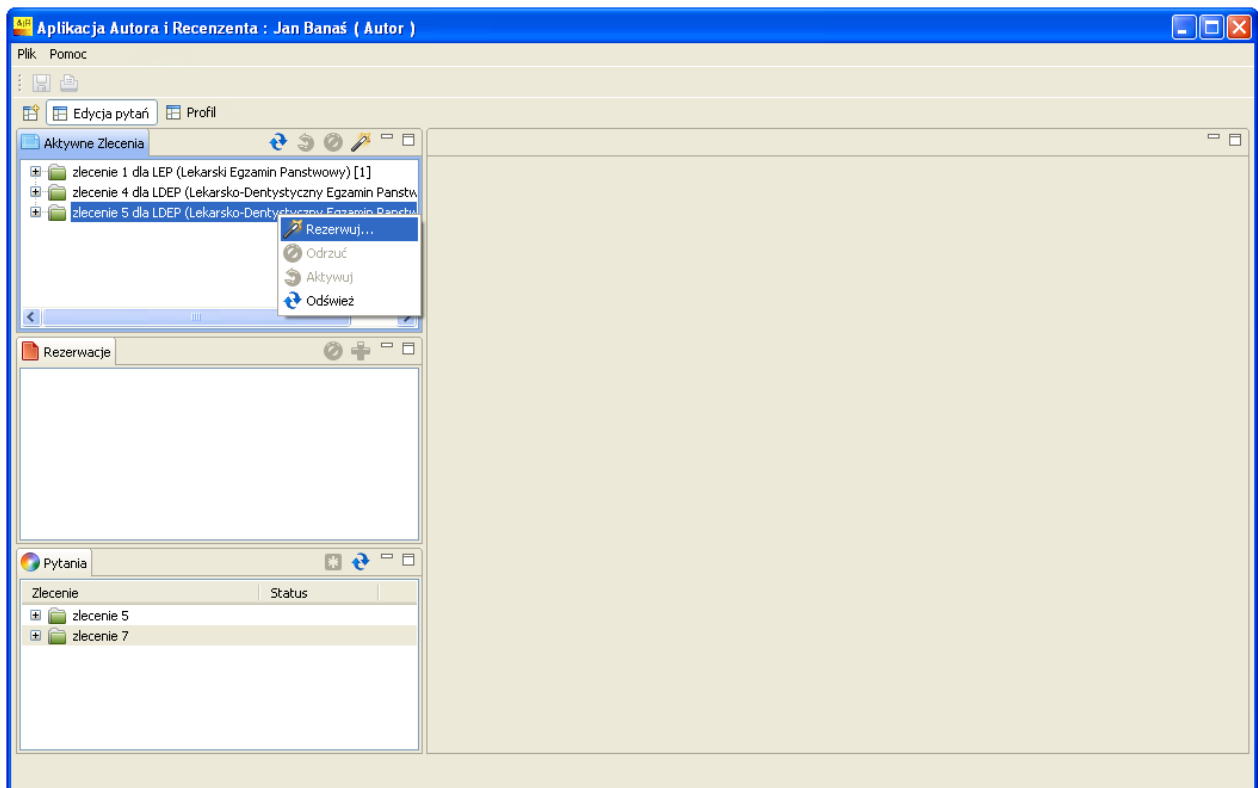 Aplikacja Autora i Recenzenta : Jan Banaś ( Autor )
Plik Pomoc
Edycja pytań Profil
Aktywne Zlecenia
zlecenie 1 dla LEP (Lekarski Egzamin Panstwowy) [1]
zlecenie 4 dla LDEP (Lekarsko-Dentystyczny Egzamin Panstw
zlecenie 5 dla LDEP (Lekarsko-Dentystyczny Egzamin Panstw
Rezerwuj...
Odrzuć
Aktywuj
Odśwież
Rezerwacje
Pytania
Zlecenie Status
zlecenie 5
zlecenie 7